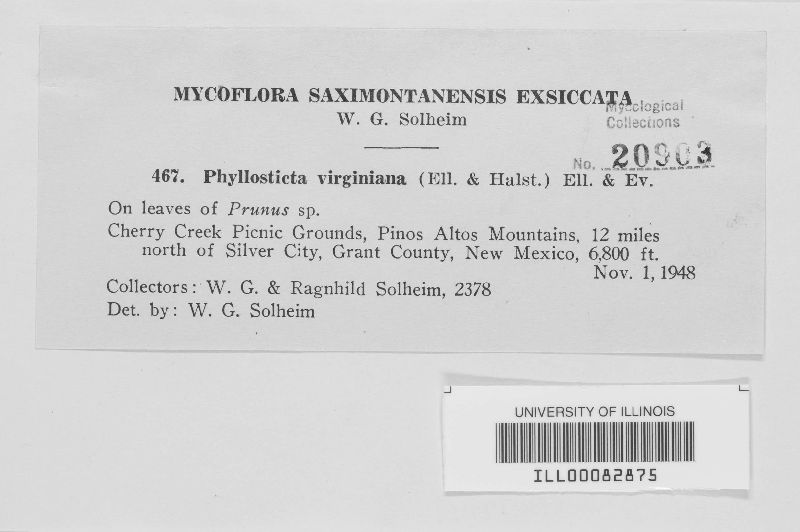 MYCOFLORA SAXIMONTANENSIS EXSICCATA
W. G. Solheim
Mycological
Collections
No. 20903
467. Phyllosticta virginiana (Ell. & Halst.) Ell. & Ev.
On leaves of Prunus sp.
Cherry Creek Picnic Grounds, Pinos Altos Mountains, 12 miles
north of Silver City, Grant County, New Mexico, 6,800 ft.
Nov. 1, 1948
Collectors: W. G. & Ragnhild Solheim, 2378
Det. by: W. G. Solheim
UNIVERSITY OF ILLINOIS
ILL00082875